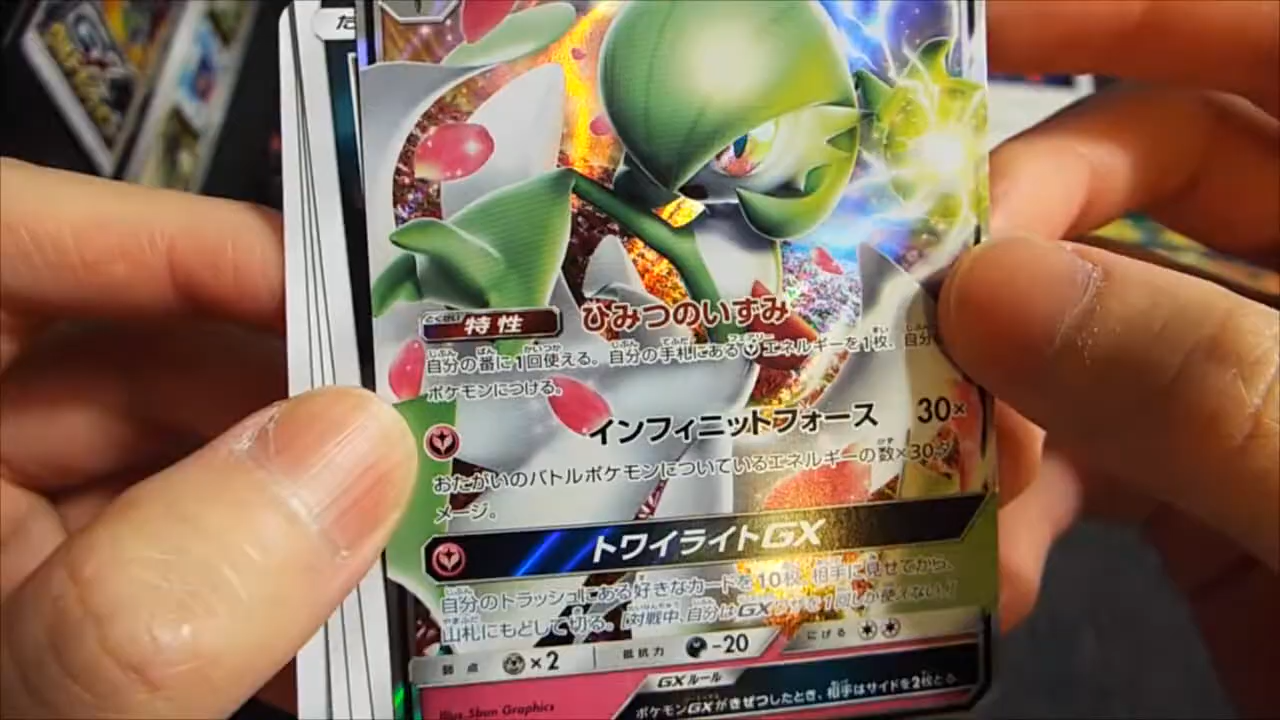 た
とくせい
特性 ひみつのいずみ
自分の番に1回使える。自分の手札にあるエネルギーを1枚、自分
ポケモンにつける。
インフィニットフォース 30×
おたがいのバトルポケモンについているエネルギーの数×30ダ
メージ。
トワイライトGX
自分のトラッシュにある好きなカードを10枚、相手に見せてから、
山札にもどして切る。[対戦中、自分はGXワザを1回しか使えない。]
弱点 ×2 抵抗力 -20 にげる
GXルール
ポケモンGXがきぜつしたとき、相手はサイドを2枚とる
Illus. 5ban Graphics